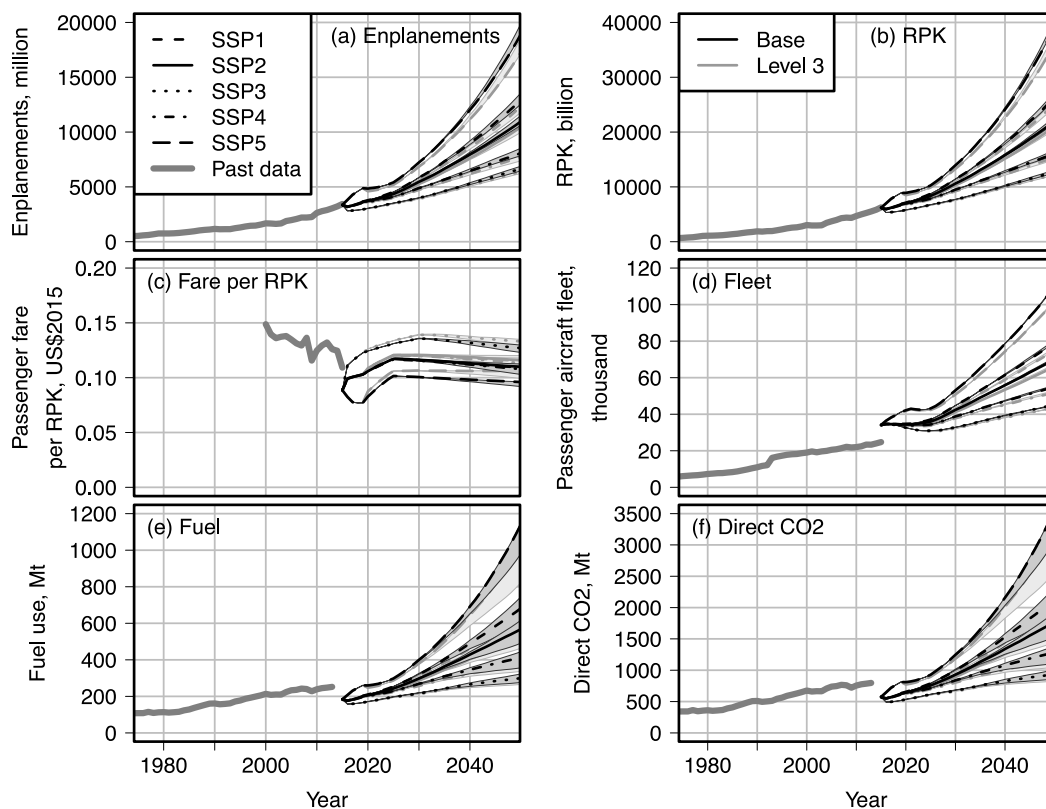 20000
15000
10000
5000
0
Enplanements, million
(a) Enplanements
SSP1
SSP2
SSP3
SSP4
SSP5
Past data
40000
30000
20000
10000
0
RPK, billion
(b) RPK
Base
Level 3
0.20
0.15
0.10
0.05
0.00
Passenger fare
per RPK, US$2015
(c) Fare per RPK
120
100
80
60
40
20
0
Passenger aircraft fleet,
thousand
(d) Fleet
1200
1000
800
600
400
200
0
Fuel use, Mt
(e) Fuel
1980 2000 2020 2040
Year
3500
3000
2500
2000
1500
1000
500
0
Direct CO2, Mt
(f) Direct CO2
1980 2000 2020 2040
Year